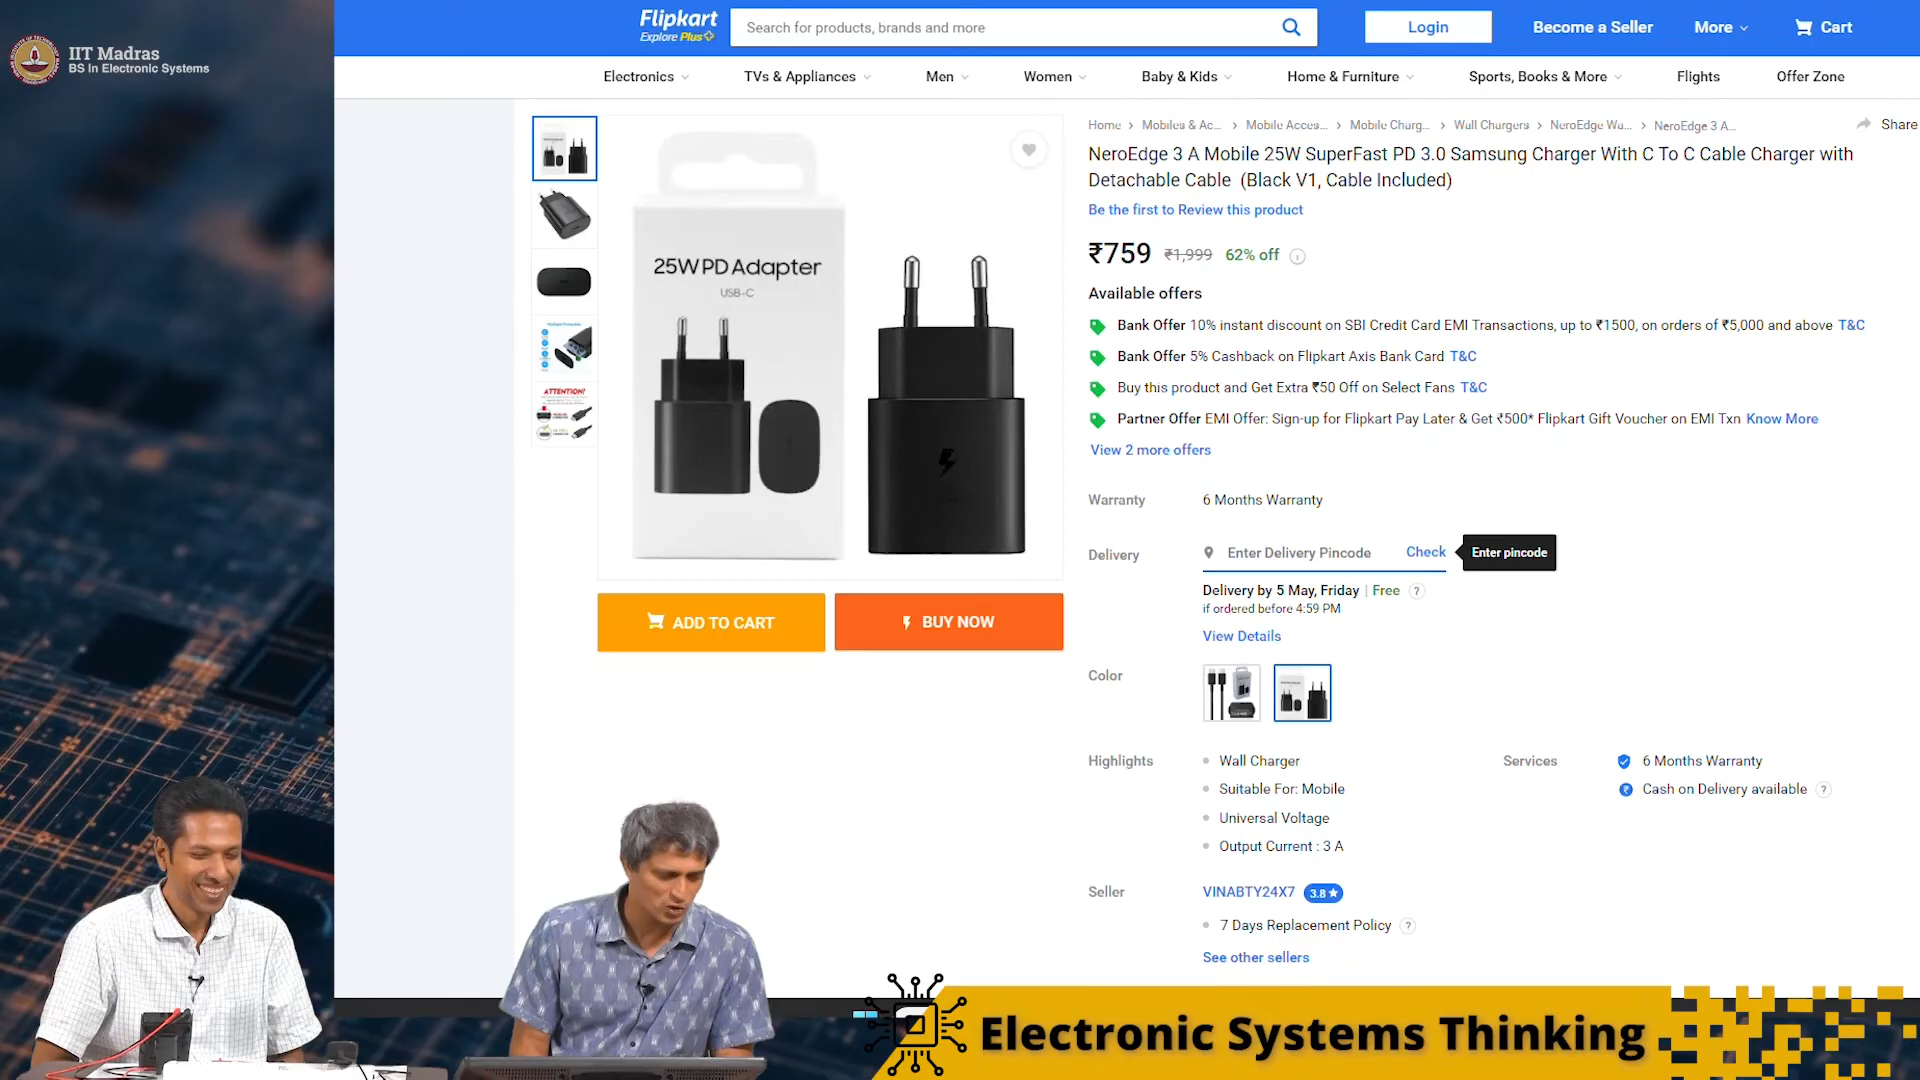 IIT Madras
BS In Electronic Systems
Flipkart
Explore Plus
Search for products, brands and more
Login
Become a Seller
More
Cart
Electronics
TVs & Appliances
Men
Women
Baby & Kids
Home & Furniture
Sports, Books & More
Flights
Offer Zone
Home
Mobiles & Ac...
Mobile Acces...
Mobile Charg...
Wall Chargers
NeroEdge Wa...
NeroEdge 3 A...
Share
NeroEdge 3 A Mobile 25W SuperFast PD 3.0 Samsung Charger With C To C Cable Charger with
Detachable Cable (Black V1, Cable Included)
Be the first to Review this product
₹759 ₹1,999 62% off
Available offers
Bank Offer 10% instant discount on SBI Credit Card EMI Transactions, up to ₹1500, on orders of ₹5,000 and above T&C
Bank Offer 5% Cashback on Flipkart Axis Bank Card T&C
Buy this product and Get Extra ₹50 Off on Select Fans T&C
Partner Offer EMI Offer: Sign-up for Flipkart Pay Later & Get ₹500* Flipkart Gift Voucher on EMI Txn Know More
View 2 more offers
25W PD Adapter
USB-C
ATTENTION!
ADD TO CART
BUY NOW
Warranty
6 Months Warranty
Delivery
Enter Delivery Pincode
Check
Enter pincode
Delivery by 5 May, Friday | Free ?
if ordered before 4:59 PM
View Details
Color
Highlights
Wall Charger
Suitable For: Mobile
Universal Voltage
Output Current : 3 A
Services
6 Months Warranty
Cash on Delivery available ?
Seller
VINABTY24X7 3.8★
7 Days Replacement Policy ?
See other sellers
Electronic Systems Thinking